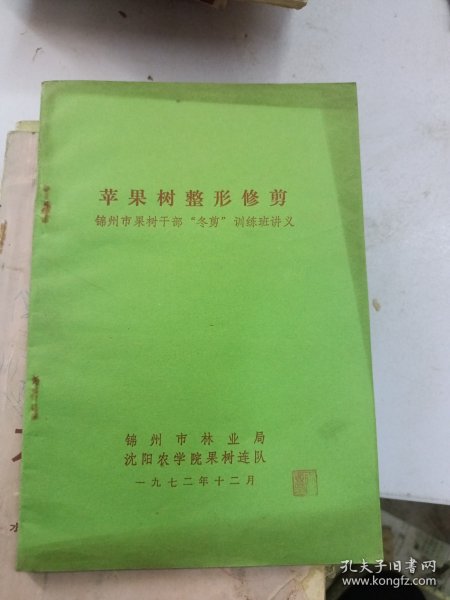 苹果树整形修剪
锦州市果树干部“冬剪”训练班讲义
锦州市林业局
沈阳农学院果树连队
一九七二年十二月
水
孔夫子旧书网
www.kongfz.com